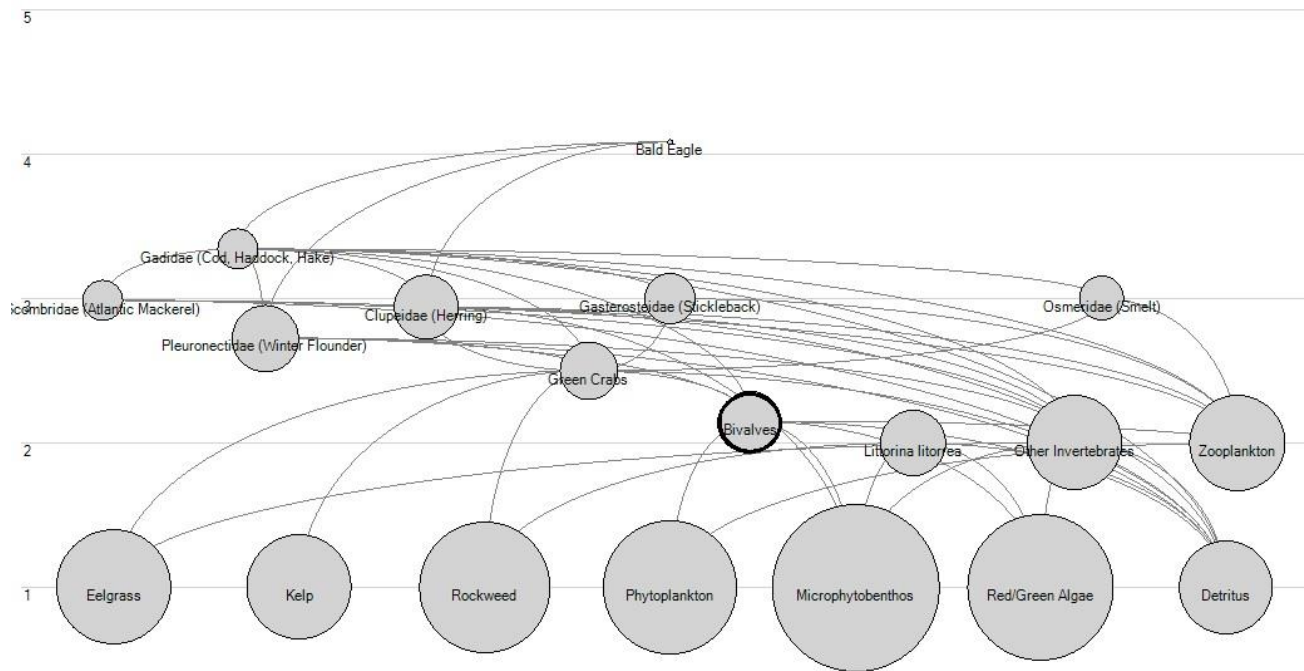 5
4
Bald Eagle
Gadidae (Cod, Haddock, Hake)
3
combridae (Atlantic Mackerel)
Clupeidae (Herring)
Gasterosteidae (Stickleback)
Osmeridae (Smelt)
Pleuronectidae (Winter Flounder)
Green Crabs
Bivalves
2
Littorina litorrea
Other Invertebrates
Zooplankton
1
Eelgrass
Kelp
Rockweed
Phytoplankton
Microphytobenthos
Red/Green Algae
Detritus